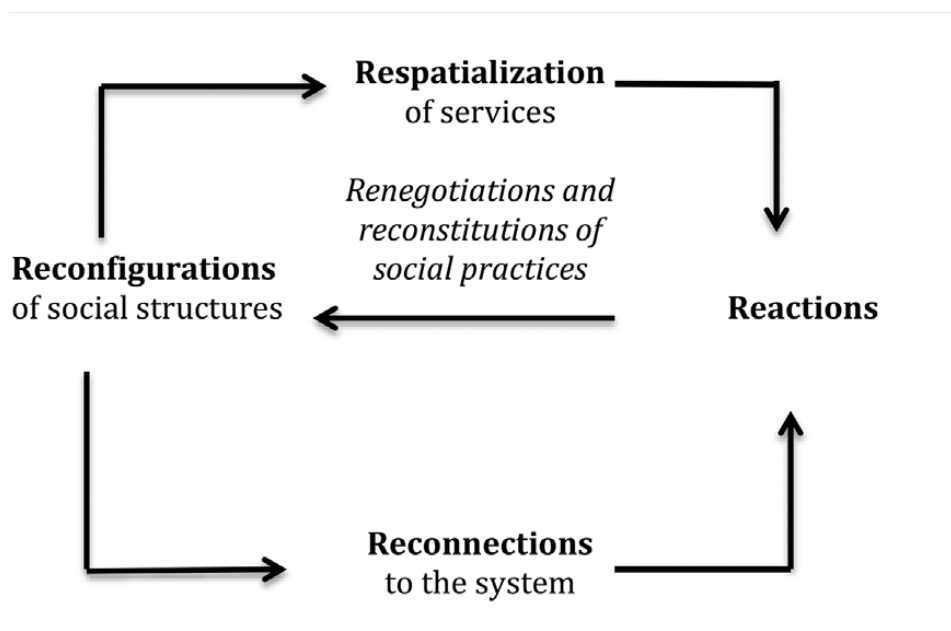 Respatialization
of services
Renegotiations and
reconstitutions of
social practices
Reconfigurations
of social structures
Reactions
Reconnections
to the system